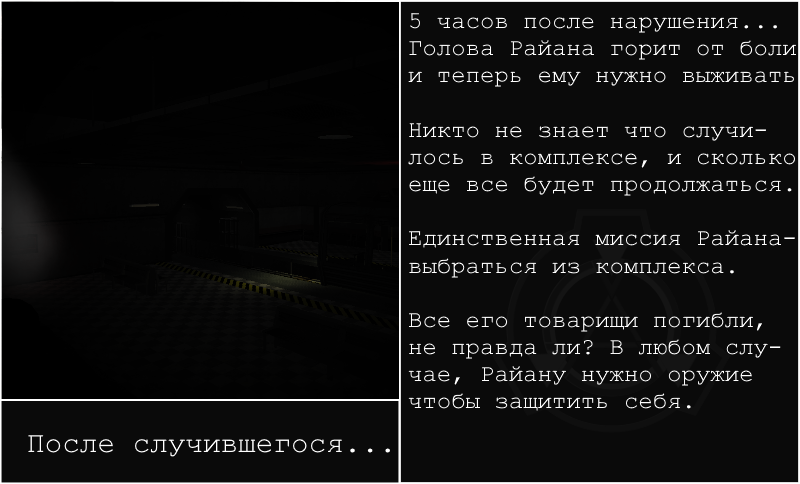 5 часов после нарушения...
Голова Райана горит от боли
и теперь ему нужно выживать
Никто не знает что случи-
лось в комплексе, и сколько
еще все будет продолжаться.
Единственная миссия Райана-
выбраться из комплекса.
Все его товарищи погибли,
не правда ли? В любом слу-
чае, Райану нужно оружие
чтобы защитить себя.
После случившегося...